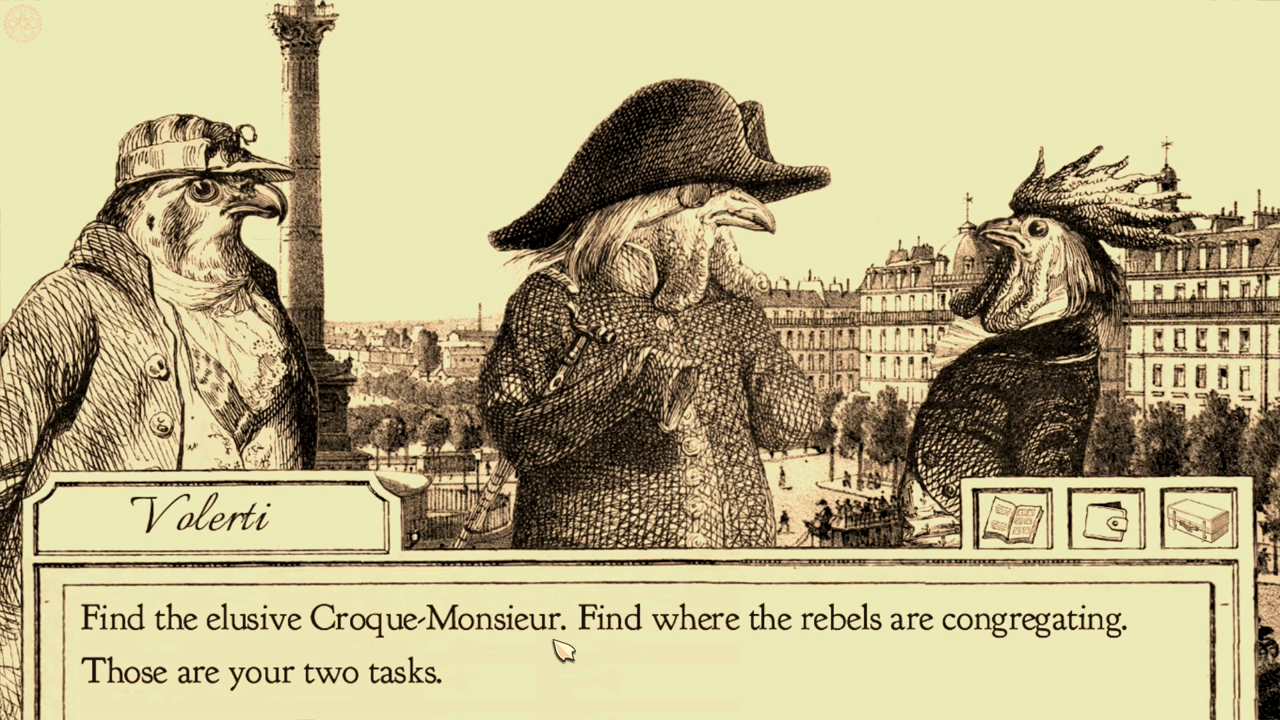 Volerti
Find the elusive Croque-Monsieur. Find where the rebels are congregating.
Those are your two tasks.